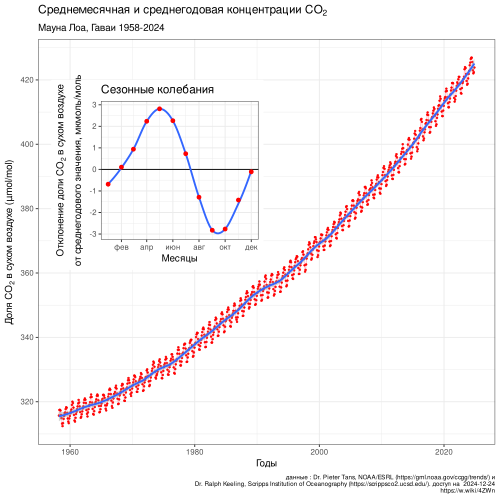 Среднемесячная и среднегодовая концентрации CO₂
Мауна Лоа, Гаваи 1958-2024
Доля CO₂ в сухом воздухе (μmol/mol)
420
400
380
360
340
320
1960
1980
2000
2020
Годы
Сезонные колебания
Отклонение доли CO₂ в сухом воздухе
от среднегодового значения, мкмоль/моль
3
2
1
0
-1
-2
-3
фев
апр
июн
авг
окт
дек
Месяцы
данные : Dr. Pieter Tans, NOAA/ESRL (https://gml.noaa.gov/ccgg/trends/) и
Dr. Ralph Keeling, Scripps Institution of Oceanography (https://scrippsco2.ucsd.edu/), доступ на 2024-12-24
https://w.wiki/4ZWn